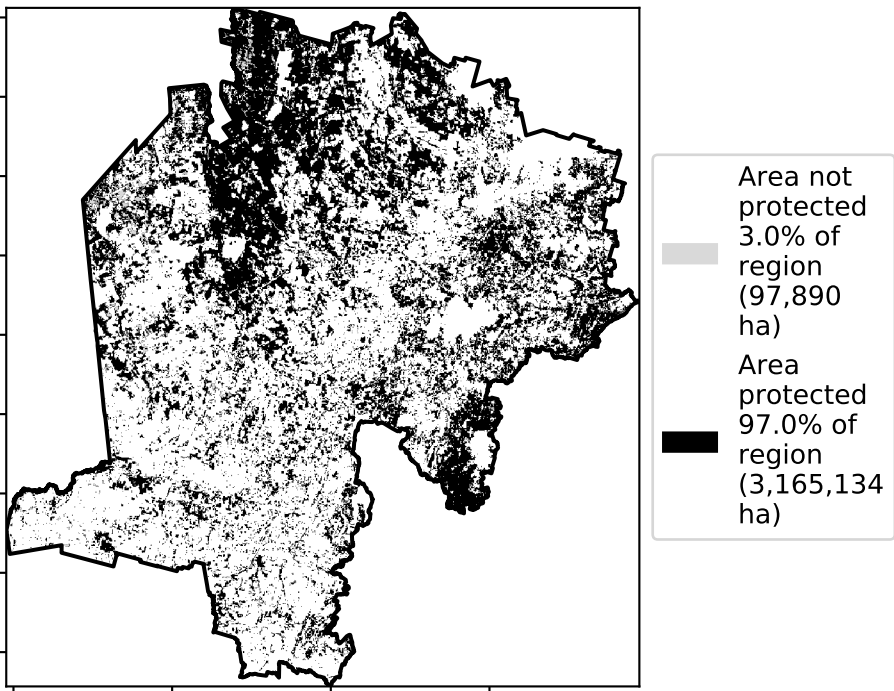 Area not
protected
3.0% of
region
(97,890
ha)
Area
protected
97.0% of
region
(3,165,134
ha)